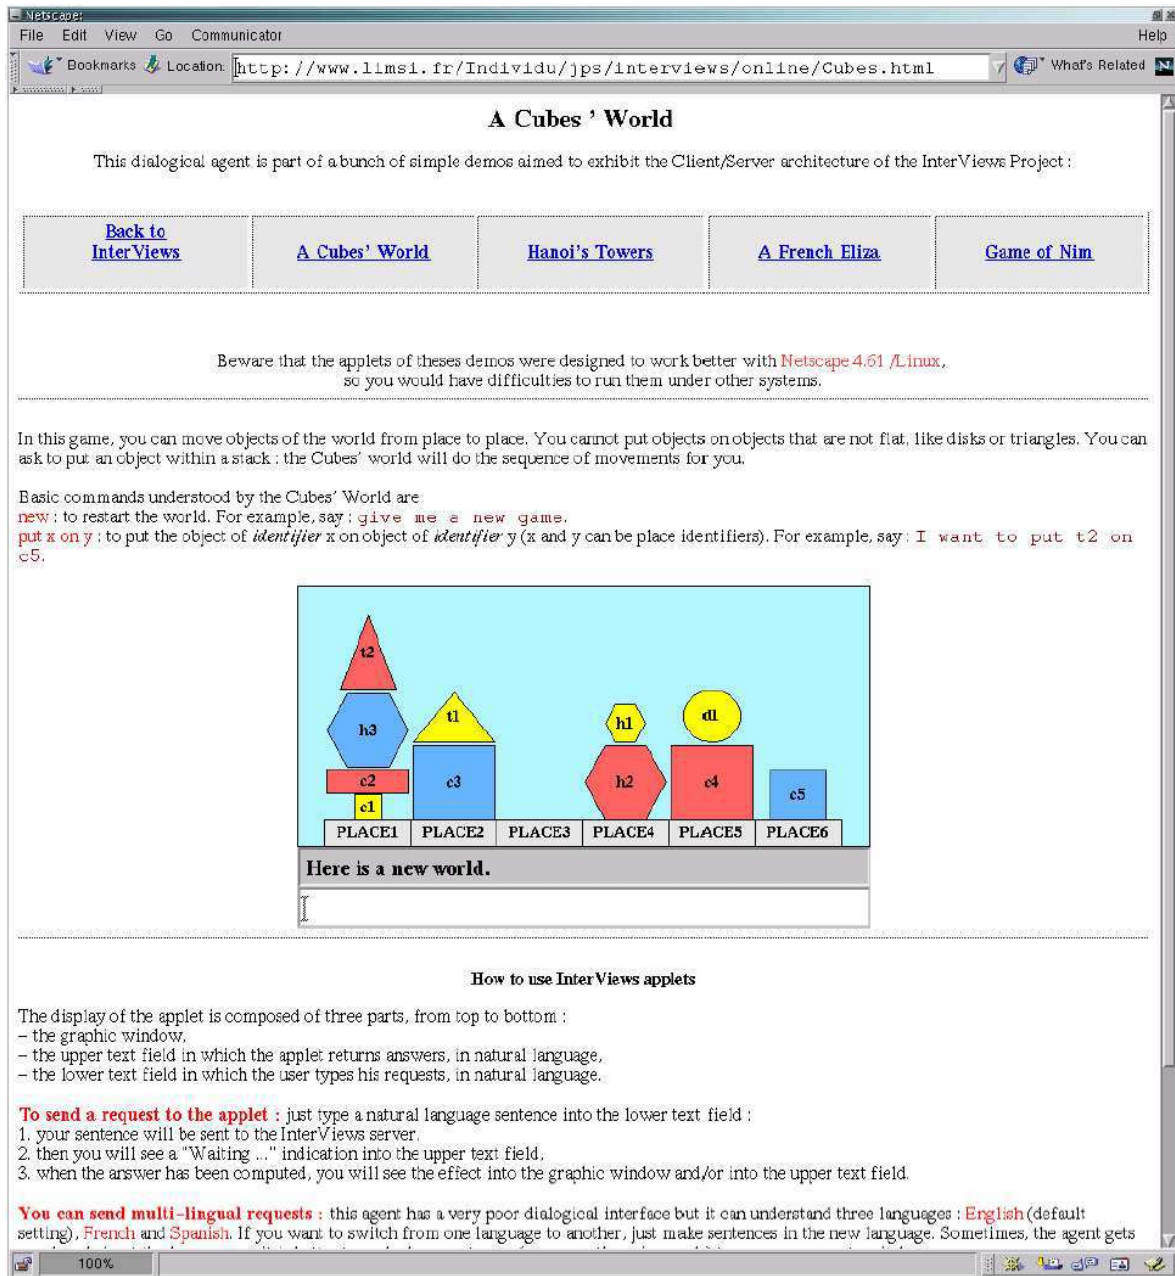 Netscape:
File Edit View Go Communicator Help
Bookmarks Location: http://www.limsi.fr/Individu/jps/interviews/online/Cubes.html What's Related N
A Cubes ' World
This dialogical agent is part of a bunch of simple demos aimed to exhibit the Client/Server architecture of the InterViews Project :
Back to
InterViews
A Cubes' World
Hanoi's Towers
A French Eliza
Game of Nim
Beware that the applets of theses demos were designed to work better with Netscape 4.61 /Linux,
so you would have difficulties to run them under other systems.
In this game, you can move objects of the world from place to place. You cannot put objects on objects that are not flat, like disks or triangles. You can
ask to put an object within a stack : the Cubes' world will do the sequence of movements for you.
Basic commands understood by the Cubes' World are
new : to restart the world. For example, say : give me a new game.
put x on y : to put the object of identifier x on object of identifier y (x and y can be place identifiers). For example, say : I want to put t2 on
c5.
t2
h3
c2
c1
t1
c3
h1
h2
d1
c4
c5
PLACE1 PLACE2 PLACE3 PLACE4 PLACE5 PLACE6
Here is a new world.
How to use InterViews applets
The display of the applet is composed of three parts, from top to bottom :
– the graphic window,
– the upper text field in which the applet returns answers, in natural language,
– the lower text field in which the user types his requests, in natural language.
To send a request to the applet : just type a natural language sentence into the lower text field :
1. your sentence will be sent to the InterViews server.
2. then you will see a "Waiting ..." indication into the upper text field,
3. when the answer has been computed, you will see the effect into the graphic window and/or into the upper text field.
You can send multi–lingual requests : this agent has a very poor dialogical interface but it can understand three languages : English (default
setting), French and Spanish. If you want to switch from one language to another, just make sentences in the new language. Sometimes, the agent gets
100%